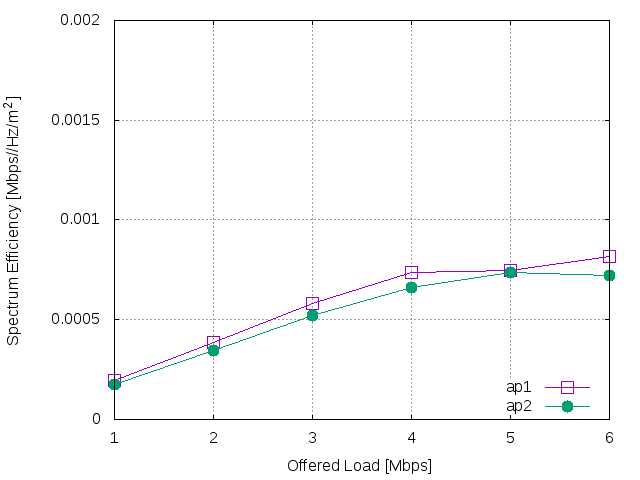 0.002
0.0015
0.001
0.0005
0
Spectrum Efficiency [Mbps//Hz/m²]
ap1
ap2
1 2 3 4 5 6
Offered Load [Mbps]